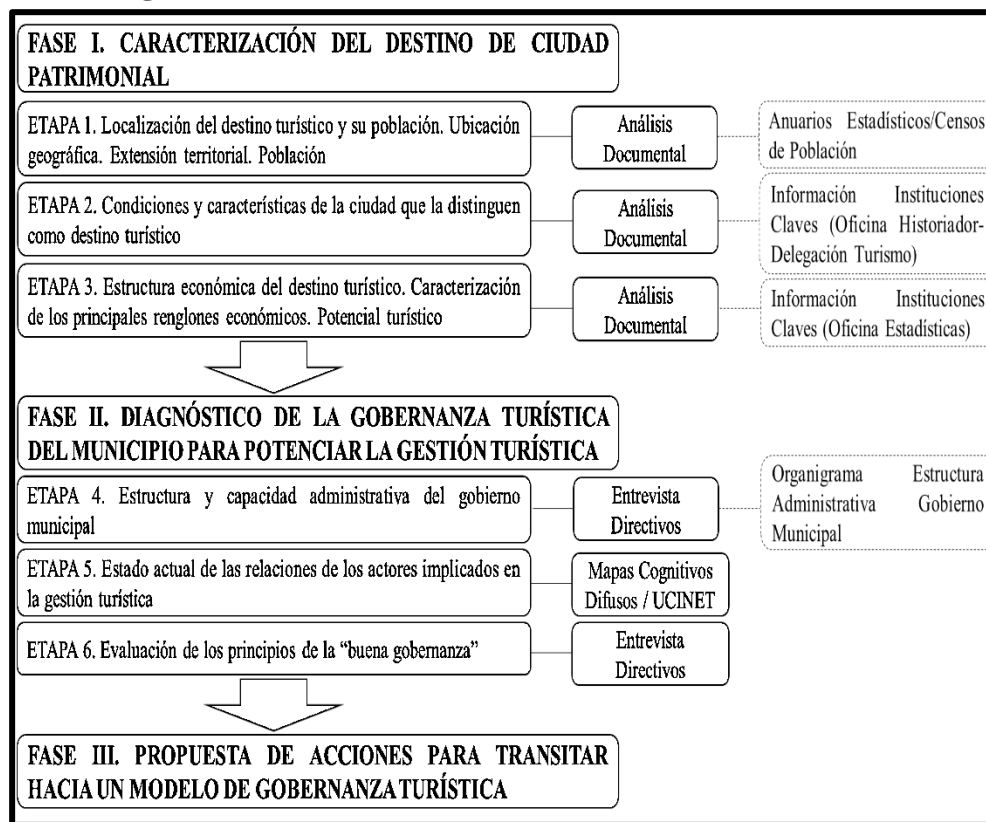 FASE I. CARACTERIZACIÓN DEL DESTINO DE CIUDAD
PATRIMONIAL
ETAPA 1. Localización del destino turístico y su población. Ubicación
geográfica. Extensión territorial. Población
Análisis
Documental
Anuarios Estadísticos/Censos
de Población
ETAPA 2. Condiciones y características de la ciudad que la distinguen
como destino turístico
Análisis
Documental
Información Instituciones
Claves (Oficina Historiador-
Delegación Turismo)
ETAPA 3. Estructura económica del destino turístico. Caracterización
de los principales renglones económicos. Potencial turístico
Análisis
Documental
Información Instituciones
Claves (Oficina Estadísticas)
FASE II. DIAGNÓSTICO DE LA GOBERNANZA TURÍSTICA
DEL MUNICIPIO PARA POTENCIAR LA GESTIÓN TURÍSTICA
ETAPA 4. Estructura y capacidad administrativa del gobierno
municipal
Entrevista
Directivos
Organigrama Estructura
Administrativa Gobierno
Municipal
ETAPA 5. Estado actual de las relaciones de los actores implicados en
la gestión turística
Mapas Cognitivos
Difusos / UCINET
ETAPA 6. Evaluación de los principios de la “buena gobernanza”
Entrevista
Directivos
FASE III. PROPUESTA DE ACCIONES PARA TRANSITAR
HACIA UN MODELO DE GOBERNANZA TURÍSTICA